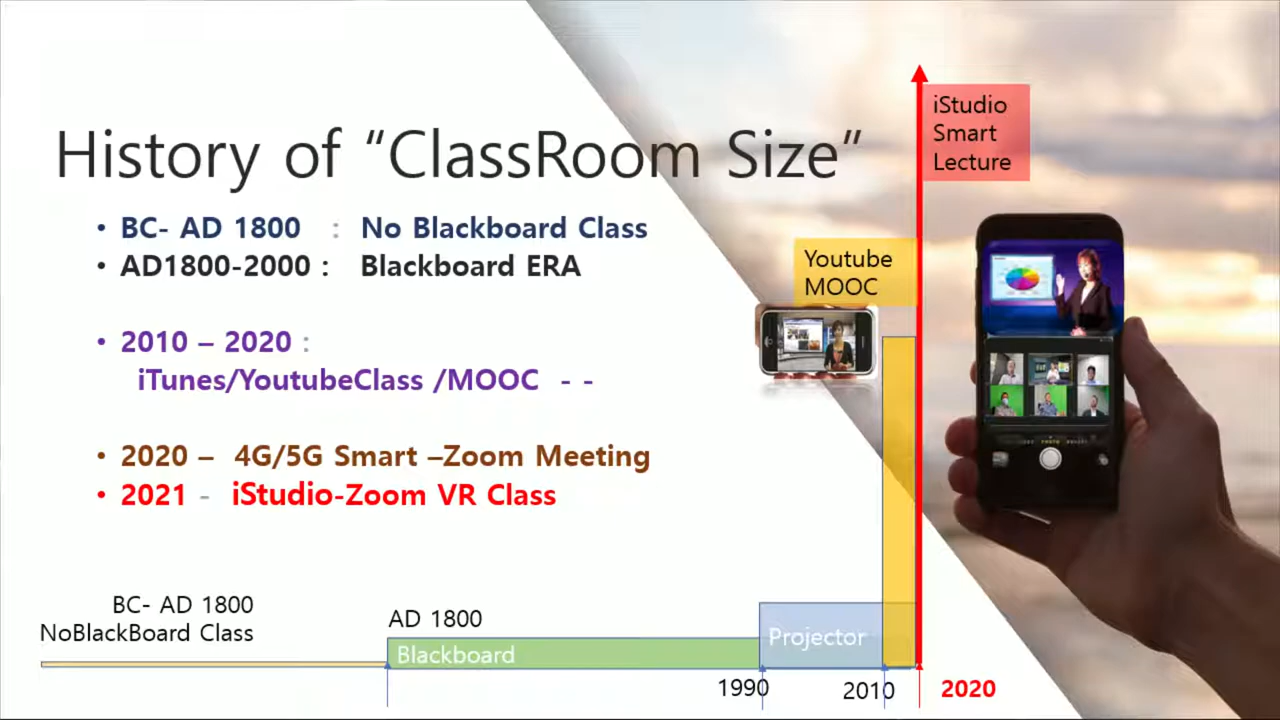 History of “ClassRoom Size”
• BC- AD 1800 : No Blackboard Class
• AD1800-2000 : Blackboard ERA
• 2010 – 2020 :
iTunes/YoutubeClass /MOOC - -
• 2020 – 4G/5G Smart –Zoom Meeting
• 2021 - iStudio-Zoom VR Class
iStudio
Smart
Lecture
Youtube
MOOC
BC- AD 1800
NoBlackBoard Class
AD 1800
Blackboard
Projector
1990
2010
2020